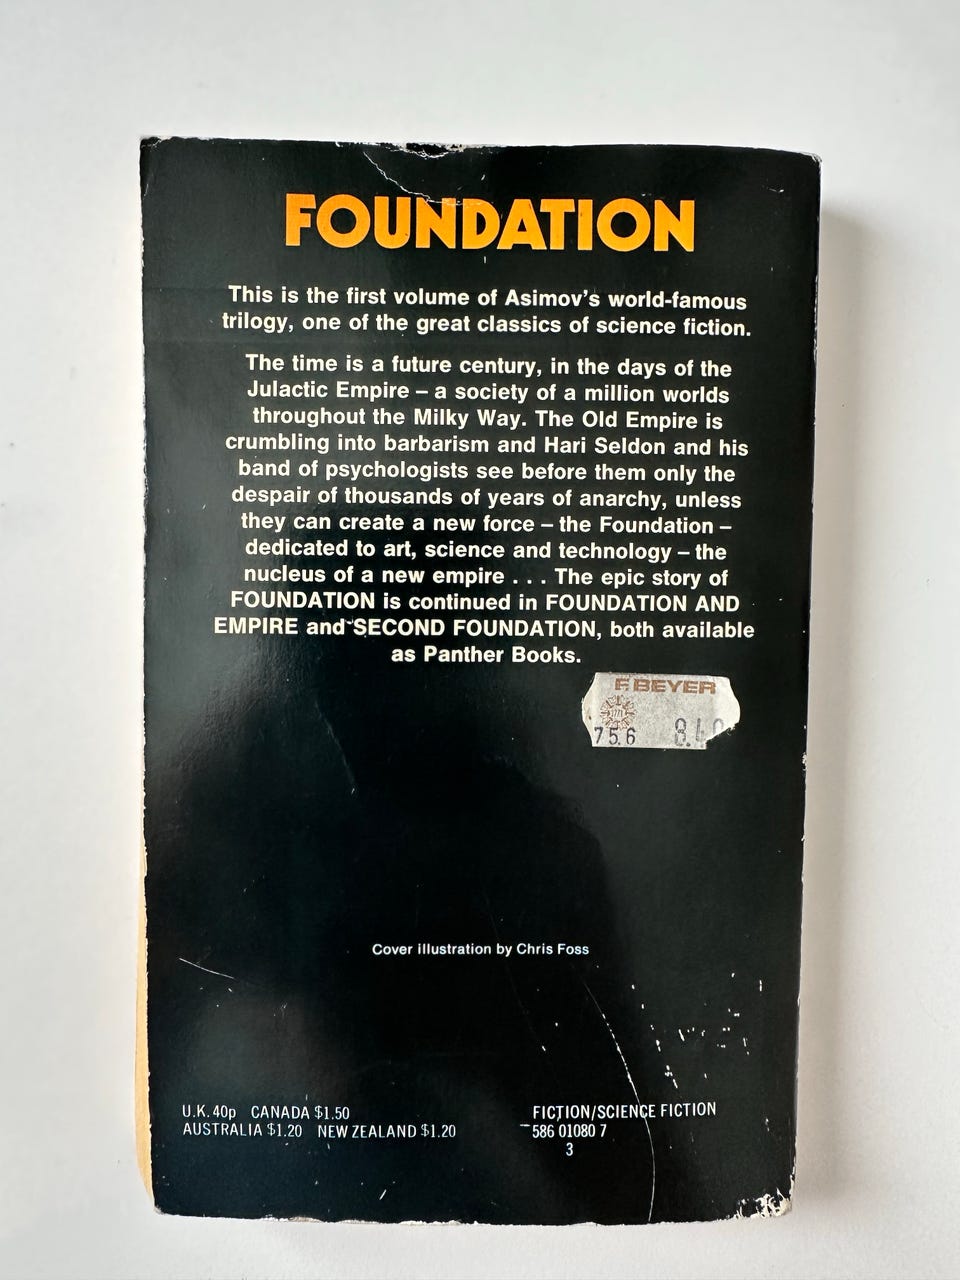 FOUNDATION
This is the first volume of Asimov's world-famous
trilogy, one of the great classics of science fiction.
The time is a future century, in the days of the
Julactic Empire – a society of a million worlds
throughout the Milky Way. The Old Empire is
crumbling into barbarism and Hari Seldon and his
band of psychologists see before them only the
despair of thousands of years of anarchy, unless
they can create a new force – the Foundation –
dedicated to art, science and technology – the
nucleus of a new empire . . . The epic story of
FOUNDATION is continued in FOUNDATION AND
EMPIRE and SECOND FOUNDATION, both available
as Panther Books.
F. BEYER
1771
75.6
Cover illustration by Chris Foss
U.K. 40p CANADA $1.50
AUSTRALIA $1.20 NEW ZEALAND $1.20
FICTION/SCIENCE FICTION
586 01080 7
3